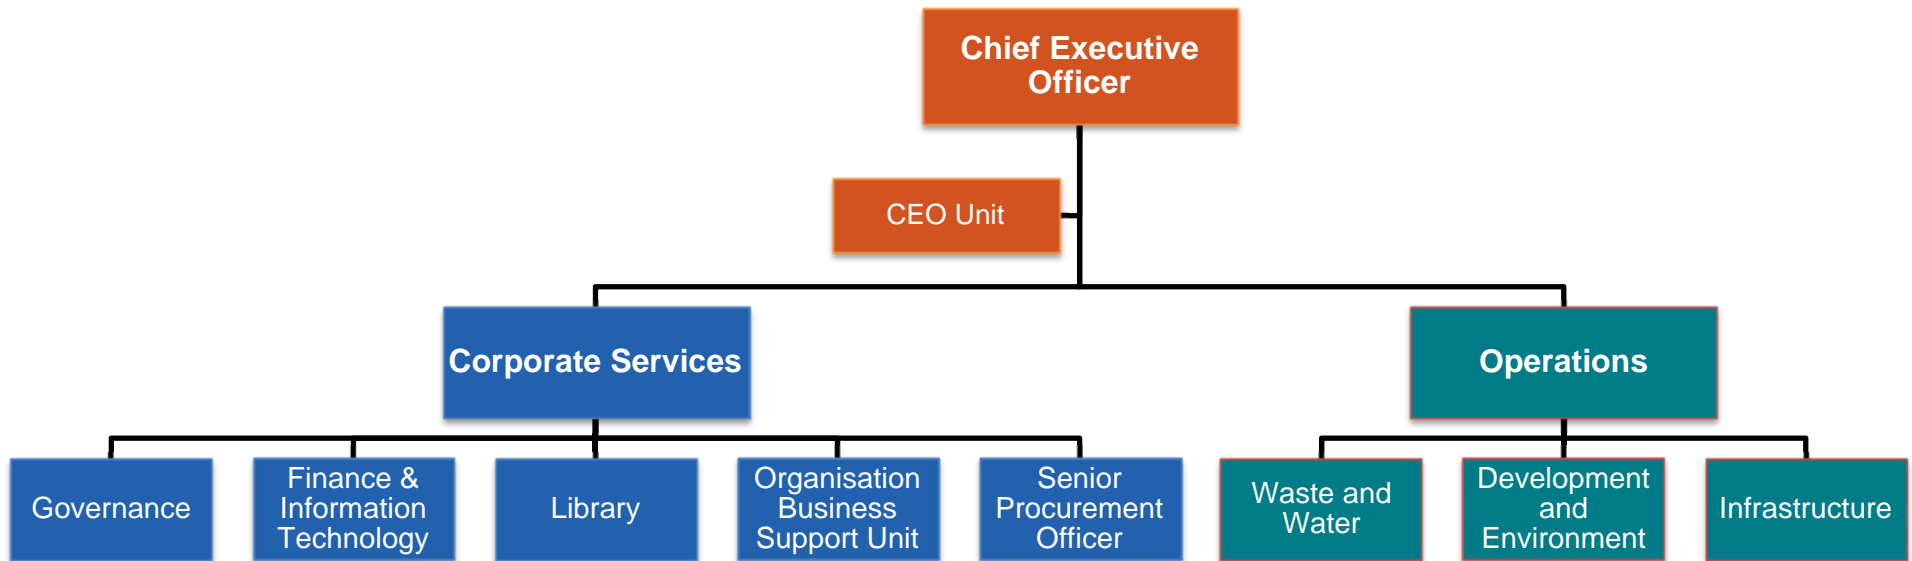 Chief Executive
Officer
CEO Unit
Corporate Services
Operations
Governance
Finance &
Information
Technology
Library
Organisation
Business
Support Unit
Senior
Procurement
Officer
Waste and
Water
Development
and
Environment
Infrastructure